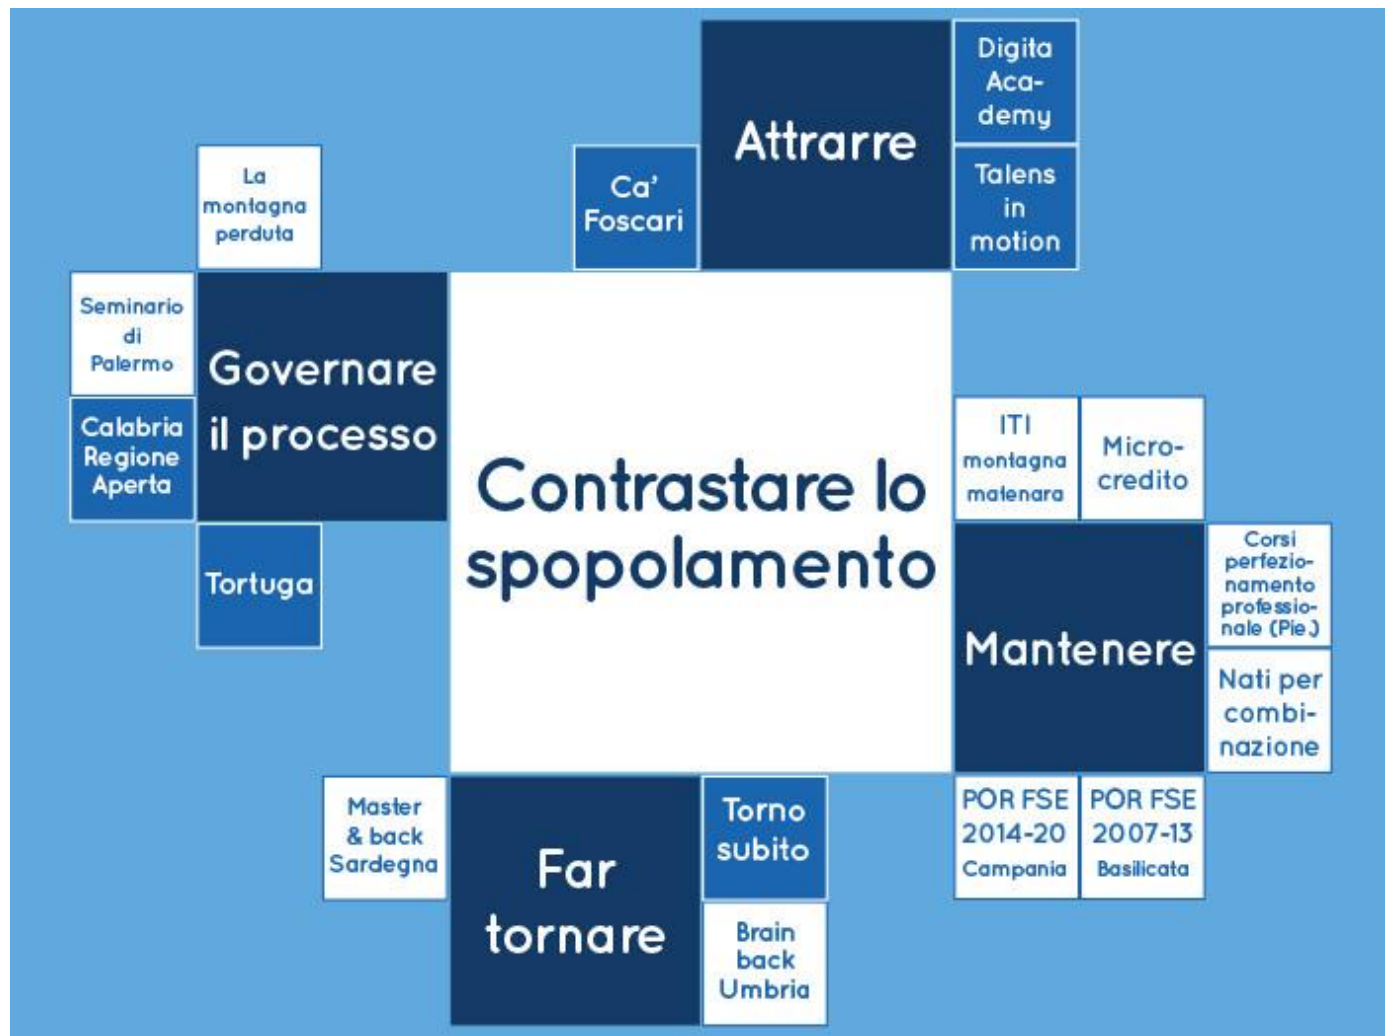 Attrarre
Digita
Aca-
demy
Talens
in
motion
Ca’
Foscari
La
montagna
perduta
Seminario
di
Palermo
Calabria
Regione
Aperta
Governare
il processo
Tortuga
Contrastare lo
spopolamento
ITI
montagna
matenara
Micro-
credito
Mantenere
Corsi
perfezio-
namento
professio-
nale (Pie.)
Nati per
combi-
nazione
POR FSE
2014-20
Campania
POR FSE
2007-13
Basilicata
Master
& back
Sardegna
Far
tornare
Torno
subito
Brain
back
Umbria